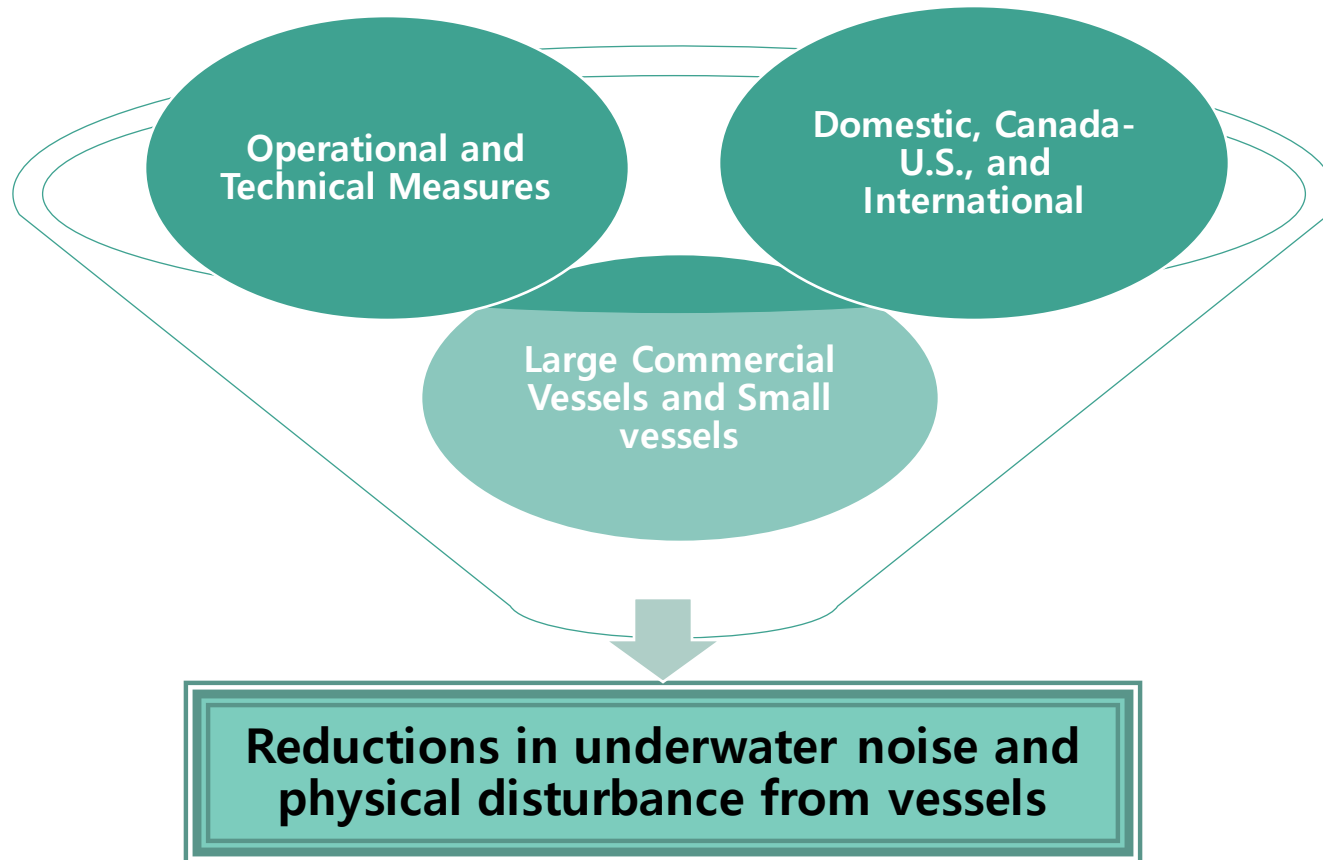 Operational and
Technical Measures
Domestic, Canada-
U.S., and
International
Large Commercial
Vessels and Small
vessels
Reductions in underwater noise and
physical disturbance from vessels